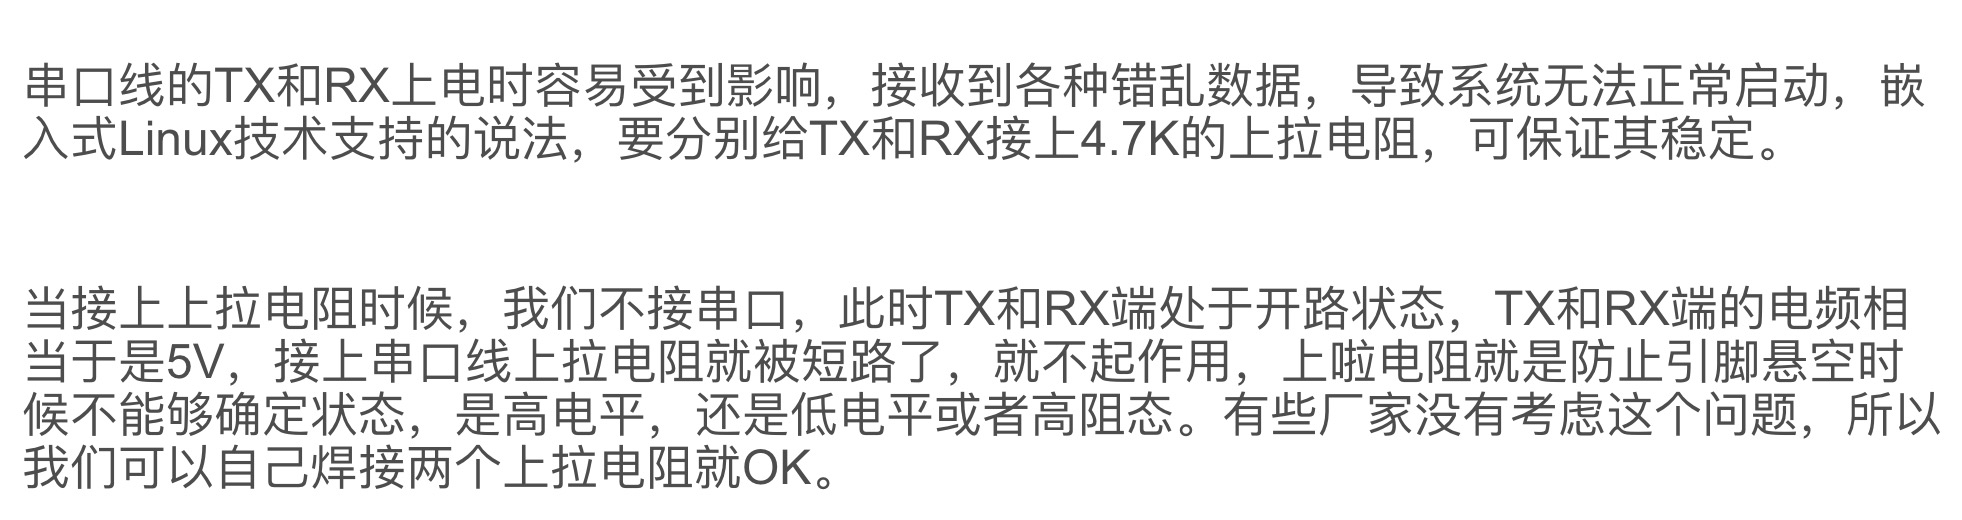 串口线的TX和RX上电时容易受到影响，接收到各种错乱数据，导致系统无法正常启动，嵌
入式Linux技术支持的说法，要分别给TX和RX接上4.7K的上拉电阻，可保证其稳定。
当接上上拉电阻时候，我们不接串口，此时TX和RX端处于开路状态，TX和RX端的电频相
当于是5V，接上串口线上拉电阻就被短路了，就不起作用，上啦电阻就是防止引脚悬空时
候不能够确定状态，是高电平，还是低电平或者高阻态。有些厂家没有考虑这个问题，所以
我们可以自己焊接两个上拉电阻就OK。